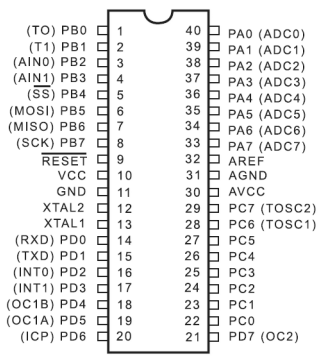 (TO) PB0 1 40 PA0 (ADC0)
(T1) PB1 2 39 PA1 (ADC1)
(AIN0) PB2 3 38 PA2 (ADC2)
(AIN1) PB3 4 37 PA3 (ADC3)
(SS) PB4 5 36 PA4 (ADC4)
(MOSI) PB5 6 35 PA5 (ADC5)
(MISO) PB6 7 34 PA6 (ADC6)
(SCK) PB7 8 33 PA7 (ADC7)
RESET 9 32 AREF
VCC 10 31 AGND
GND 11 30 AVCC
XTAL2 12 29 PC7 (TOSC2)
XTAL1 13 28 PC6 (TOSC1)
(RXD) PD0 14 27 PC5
(TXD) PD1 15 26 PC4
(INT0) PD2 16 25 PC3
(INT1) PD3 17 24 PC2
(OC1B) PD4 18 23 PC1
(OC1A) PD5 19 22 PC0
(ICP) PD6 20 21 PD7 (OC2)